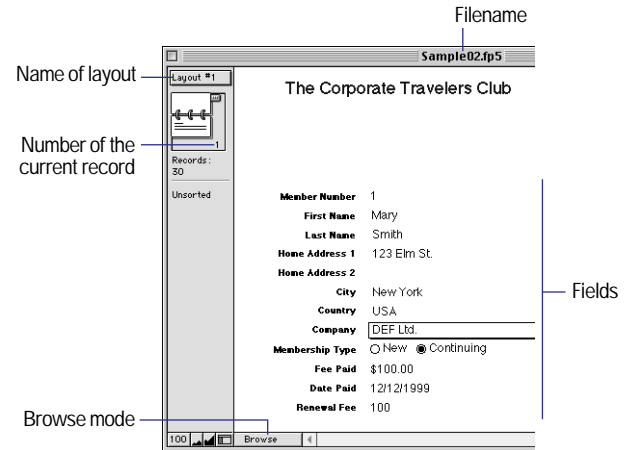 Filename
Sample02.fp5
Name of layout
Layout #1
The Corporate Travelers Club
Number of the
current record
1
Records:
30
Unsorted
Member Number 1
First Name Mary
Last Name Smith
Home Address 1 123 Elm St.
Home Address 2
City New York
Fields
Country USA
Company DEF Ltd.
Membership Type New Continuing
Fee Paid $100.00
Date Paid 12/12/1999
Renewal Fee 100
Browse mode
100 Browse